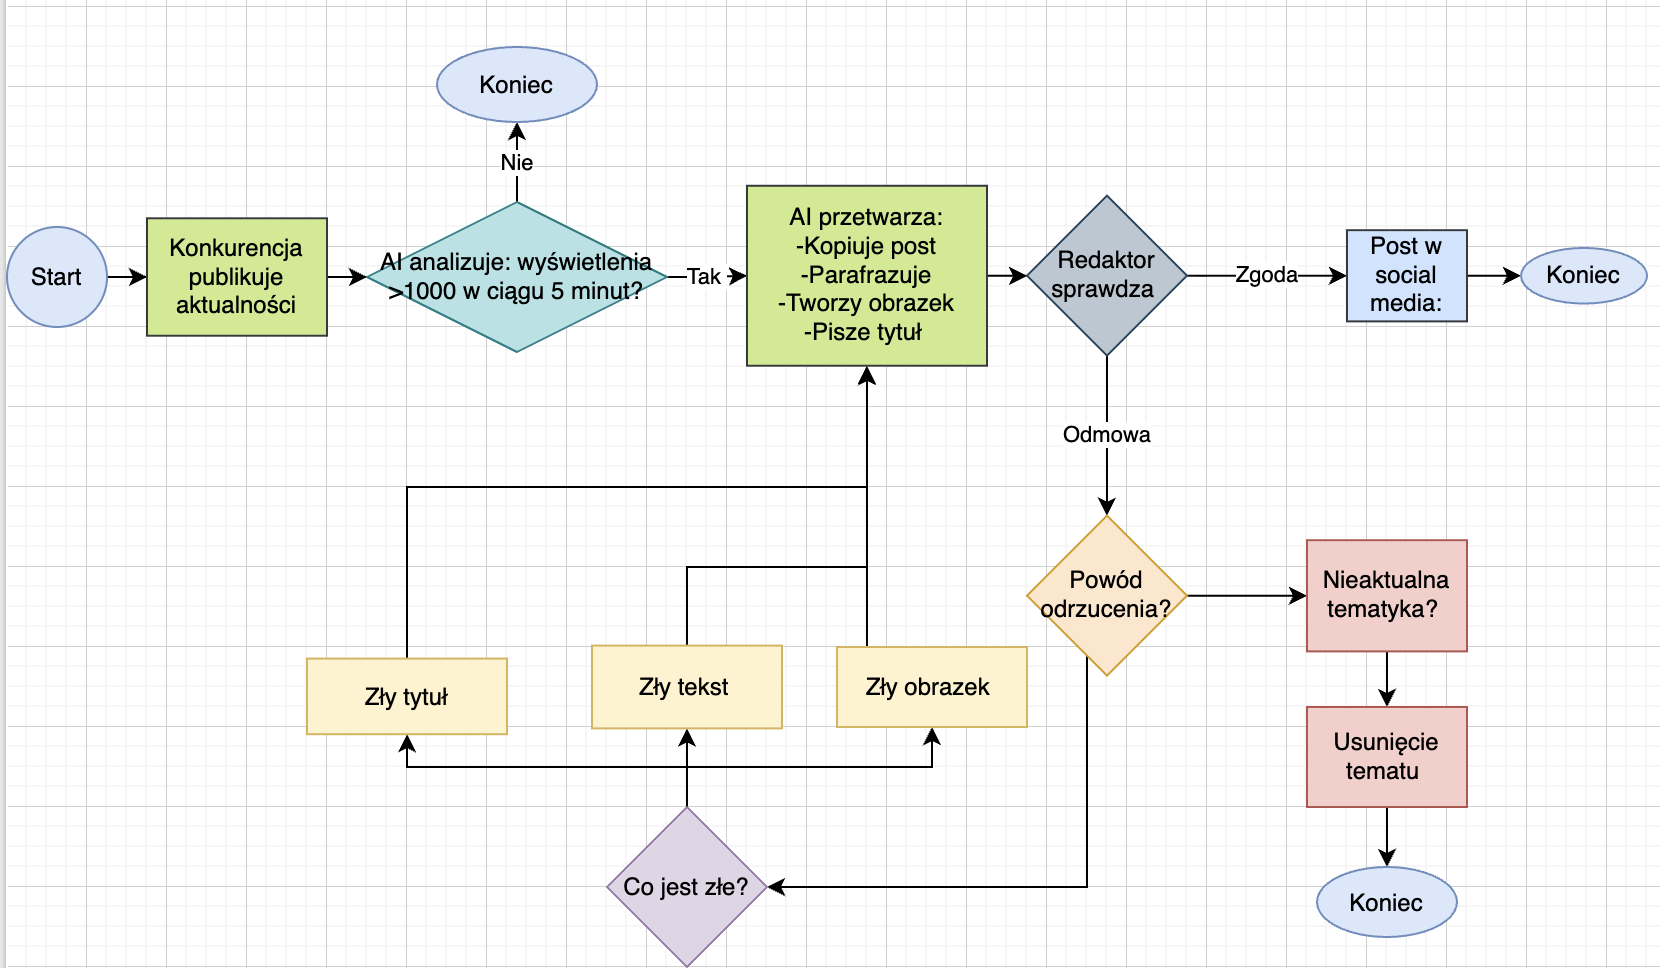 Koniec
Nie
Start
Konkurencja
publikuje
aktualności
AI analizuje: wyświetlenia
>1000 w ciągu 5 minut?
Tak
AI przetwarza:
-Kopiuje post
-Parafrazuje
-Tworzy obrazek
-Pisze tytuł
Redaktor
sprawdza
Zgoda
Post w
social
media:
Koniec
Odmowa
Powód
odrzucenia?
Nieaktualna
tematyka?
Zły tytuł
Zły tekst
Zły obrazek
Usunięcie
tematu
Co jest złe?
Koniec